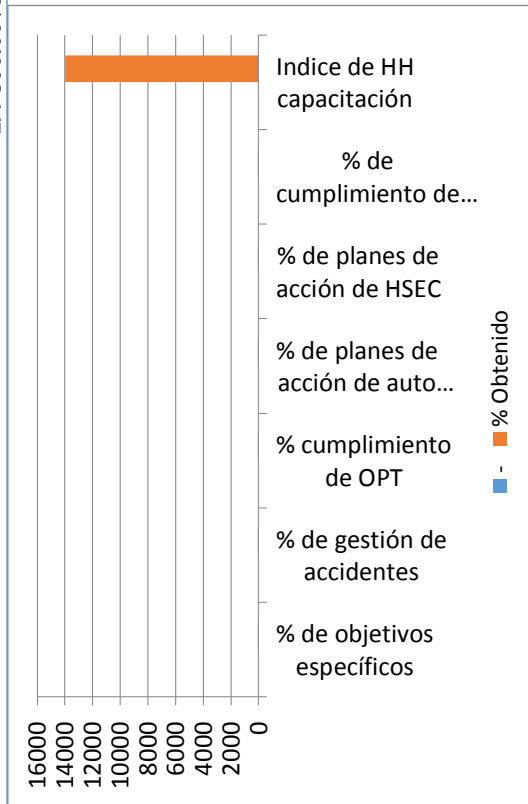 Indice de HH
capacitación
% de
cumplimiento de...
% de planes de
acción de HSEC
% de planes de
acción de auto...
% cumplimiento
de OPT
% de gestión de
accidentes
% de objetivos
específicos
16000
14000
12000
10000
8000
6000
4000
2000
0
-
% Obtenido